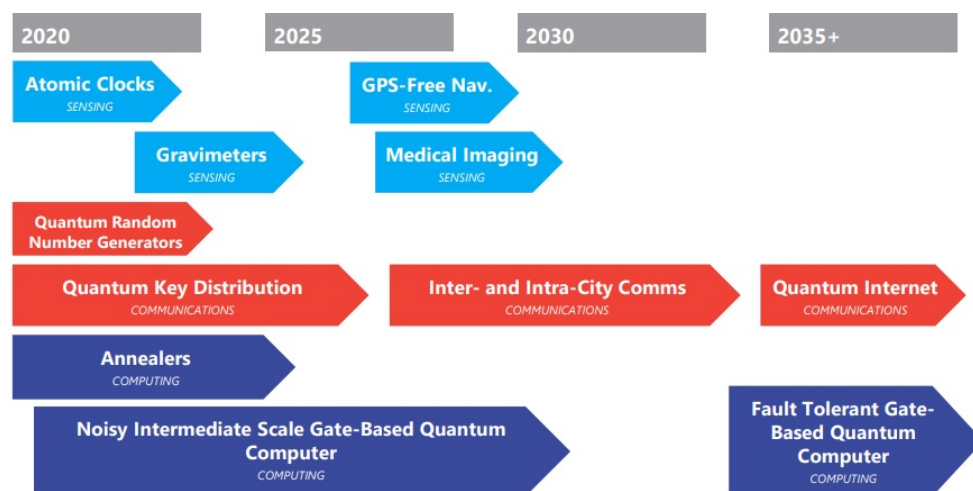 2020
2025
2030
2035+
Atomic Clocks
SENSING
GPS-Free Nav.
SENSING
Gravimeters
SENSING
Medical Imaging
SENSING
Quantum Random
Number Generators
Quantum Key Distribution
COMMUNICATIONS
Inter- and Intra-City Comms
COMMUNICATIONS
Quantum Internet
COMMUNICATIONS
Annealers
COMPUTING
Noisy Intermediate Scale Gate-Based Quantum
Computer
COMPUTING
Fault Tolerant Gate-
Based Quantum
Computer
COMPUTING